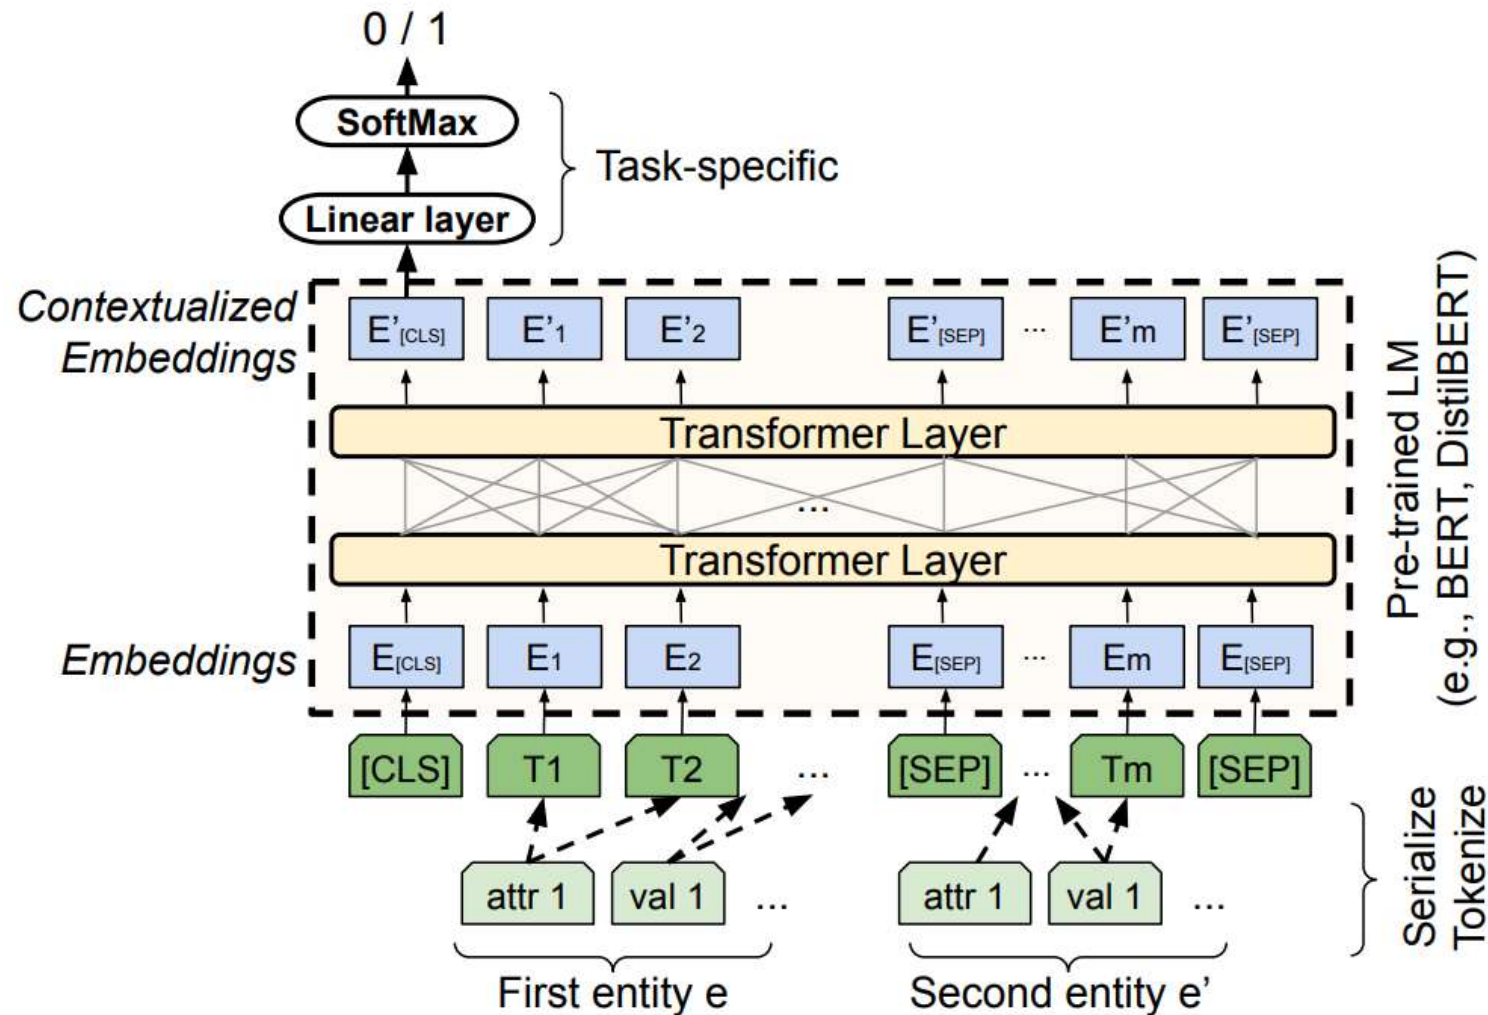 0 / 1
SoftMax
Task-specific
Linear layer
Contextualized
Embeddings
E'[CLS] E'1 E'2 E'[SEP] ... E'm E'[SEP]
Transformer Layer
...
Transformer Layer
Embeddings
E[CLS] E1 E2 E[SEP] ... Em E[SEP]
Pre-trained LM
(e.g., BERT, DistilBERT)
[CLS] T1 T2 ... [SEP] ... Tm [SEP]
attr 1 val 1 ... attr 1 val 1 ...
Serialize
Tokenize
First entity e Second entity e'